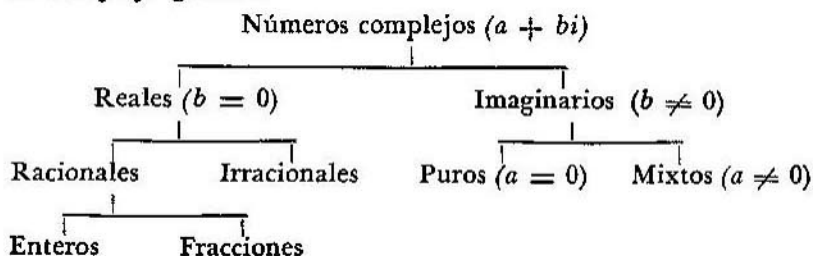 Números complejos (a + bi)
Reales (b = 0) Imaginarios (b ≠ 0)
Racionales Irracionales Puros (a = 0) Mixtos (a ≠ 0)
Enteros Fracciones